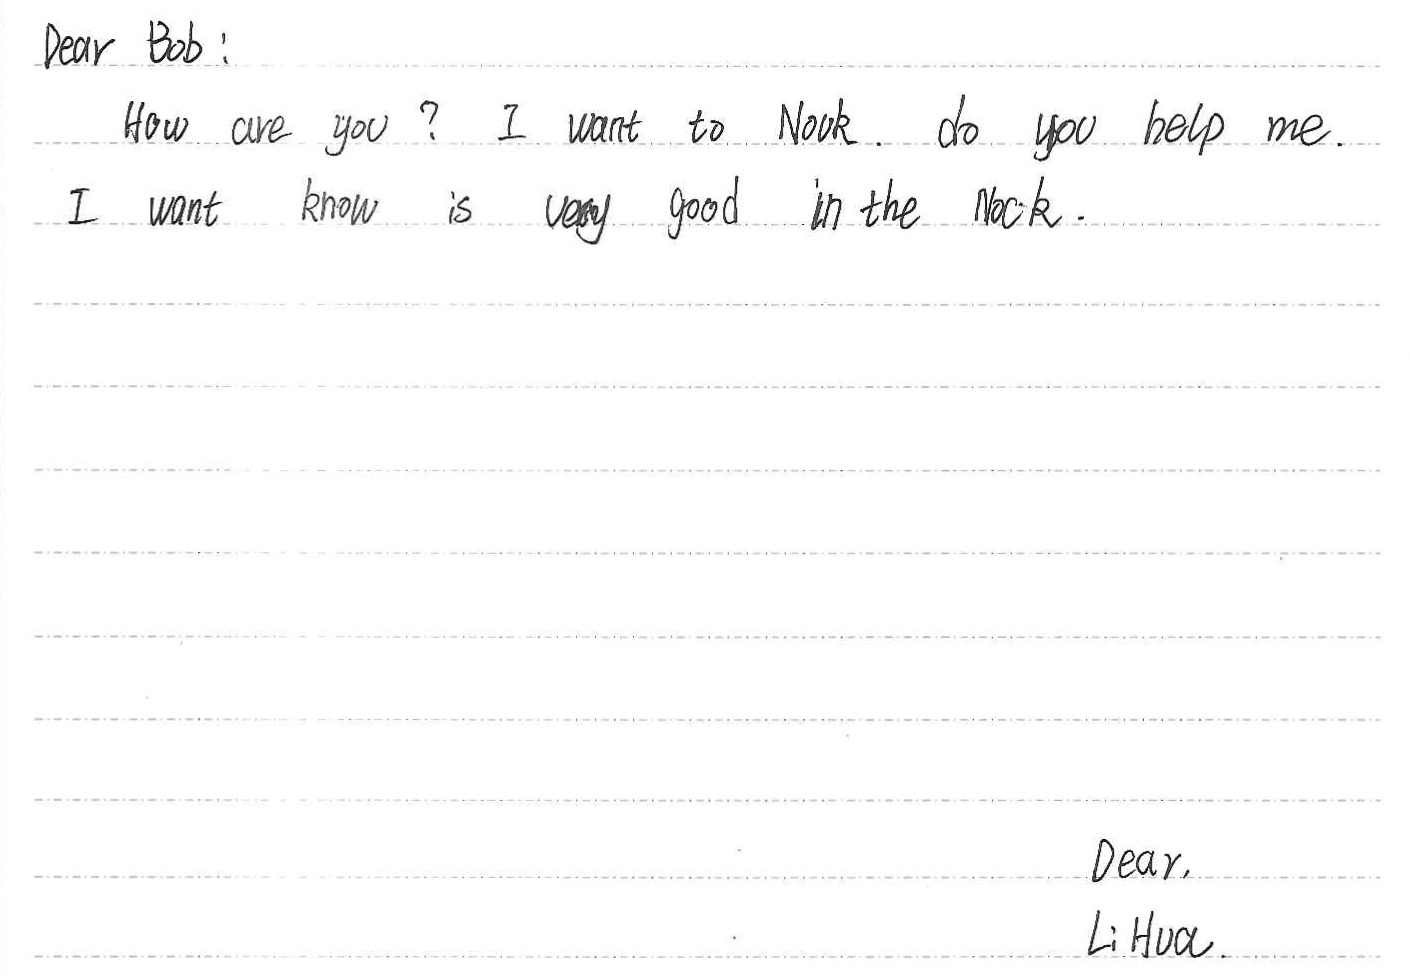 Dear Bob:
How are you? I want to Nook. do you help me.
I want know is very good in the Nock.
Dear,
Li Hua.